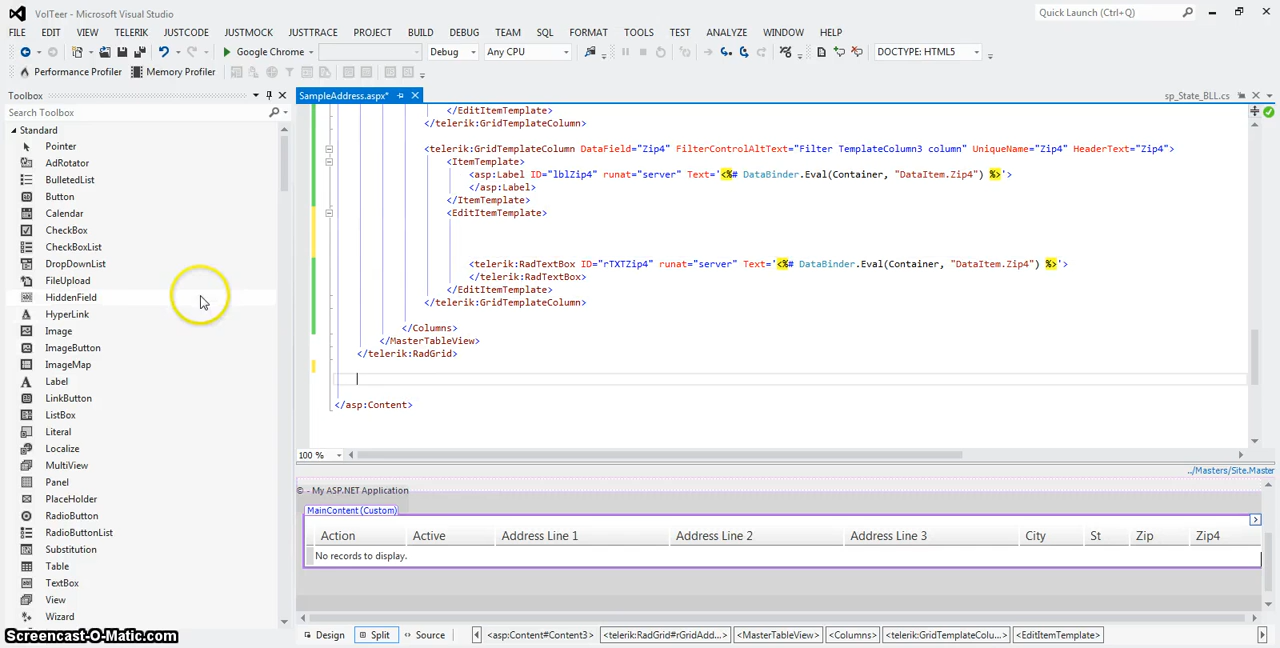 VolTeer - Microsoft Visual Studio
Quick Launch (Ctrl+Q)
FILE EDIT VIEW TELERIK JUSTCODE JUSTMOCK JUSTTRACE PROJECT BUILD DEBUG TEAM SQL FORMAT TOOLS TEST ANALYZE WINDOW HELP
Google Chrome Debug Any CPU DOCTYPE: HTML5
Performance Profiler Memory Profiler
Toolbox
SampleAddress.aspx*
sp_State_BLL.cs
Search Toolbox
Standard
Pointer
AdRotator
BulletedList
Button
Calendar
CheckBox
CheckBoxList
DropDownList
FileUpload
HiddenField
HyperLink
Image
ImageButton
ImageMap
Label
LinkButton
ListBox
Literal
Localize
MultiView
Panel
PlaceHolder
RadioButton
RadioButtonList
Substitution
Table
TextBox
View
Wizard
</EditItemTemplate>
</telerik:GridTemplateColumn>
<telerik:GridTemplateColumn DataField="Zip4" FilterControlAltText="Filter TemplateColumn3 column" UniqueName="Zip4" HeaderText="Zip4">
<ItemTemplate>
<asp:Label ID="lblZip4" runat="server" Text='<%# DataBinder.Eval(Container, "DataItem.Zip4") %>'>
</asp:Label>
</ItemTemplate>
<EditItemTemplate>
<telerik:RadTextBox ID="rTXTZip4" runat="server" Text='<%# DataBinder.Eval(Container, "DataItem.Zip4") %>'>
</telerik:RadTextBox>
</EditItemTemplate>
</telerik:GridTemplateColumn>
</Columns>
</MasterTableView>
</telerik:RadGrid>
</asp:Content>
100 %
../Masters/Site.Master
© - My ASP.NET Application
MainContent (Custom)
Action Active Address Line 1 Address Line 2 Address Line 3 City St Zip Zip4
No records to display.
Design Split Source <asp:Content#Content3> <telerik:RadGrid#rGridAdd...> <MasterTableView> <Columns> <telerik:GridTemplateColu...> <EditItemTemplate>
Screencast-O-Matic.com